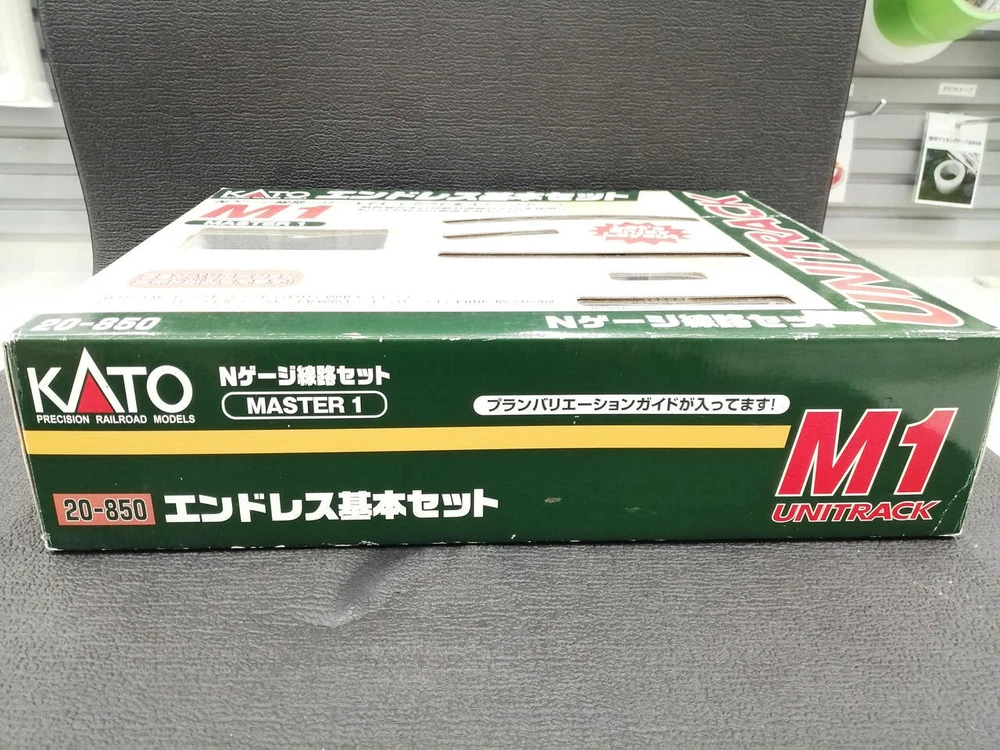 KATO エンドレス基本セット
M1
MASTER 1
UNITRACK
20-850
Nゲージ線路セット
KATO
PRECISION RAILROAD MODELS
Nゲージ線路セット
MASTER 1
プランバリエーションガイドが入ってます!
M1
UNITRACK
20-850 エンドレス基本セット